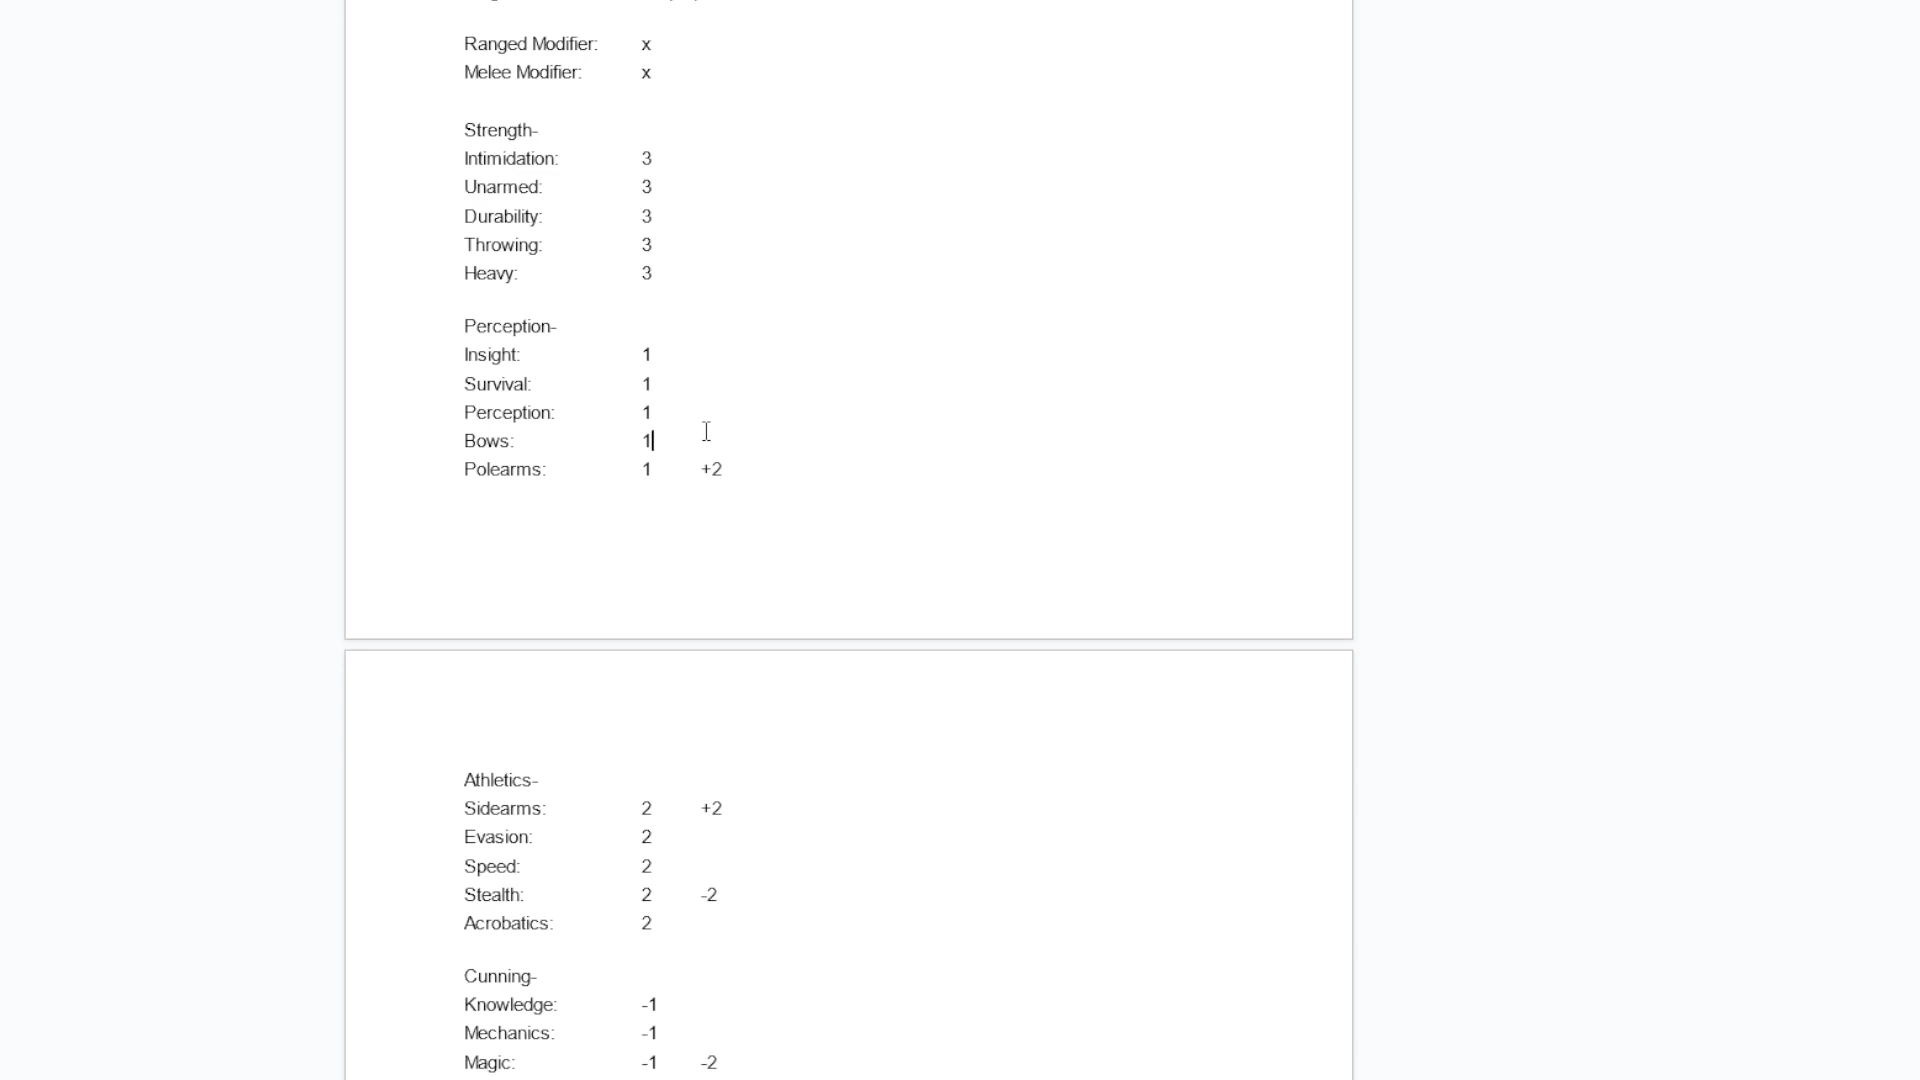 Ranged Modifier: x
Melee Modifier: x
Strength-
Intimidation: 3
Unarmed: 3
Durability: 3
Throwing: 3
Heavy: 3
Perception-
Insight: 1
Survival: 1
Perception: 1
Bows: 1
Polearms: 1 +2
Athletics-
Sidearms: 2 +2
Evasion: 2
Speed: 2
Stealth: 2 -2
Acrobatics: 2
Cunning-
Knowledge: -1
Mechanics: -1
Magic: -1 -2